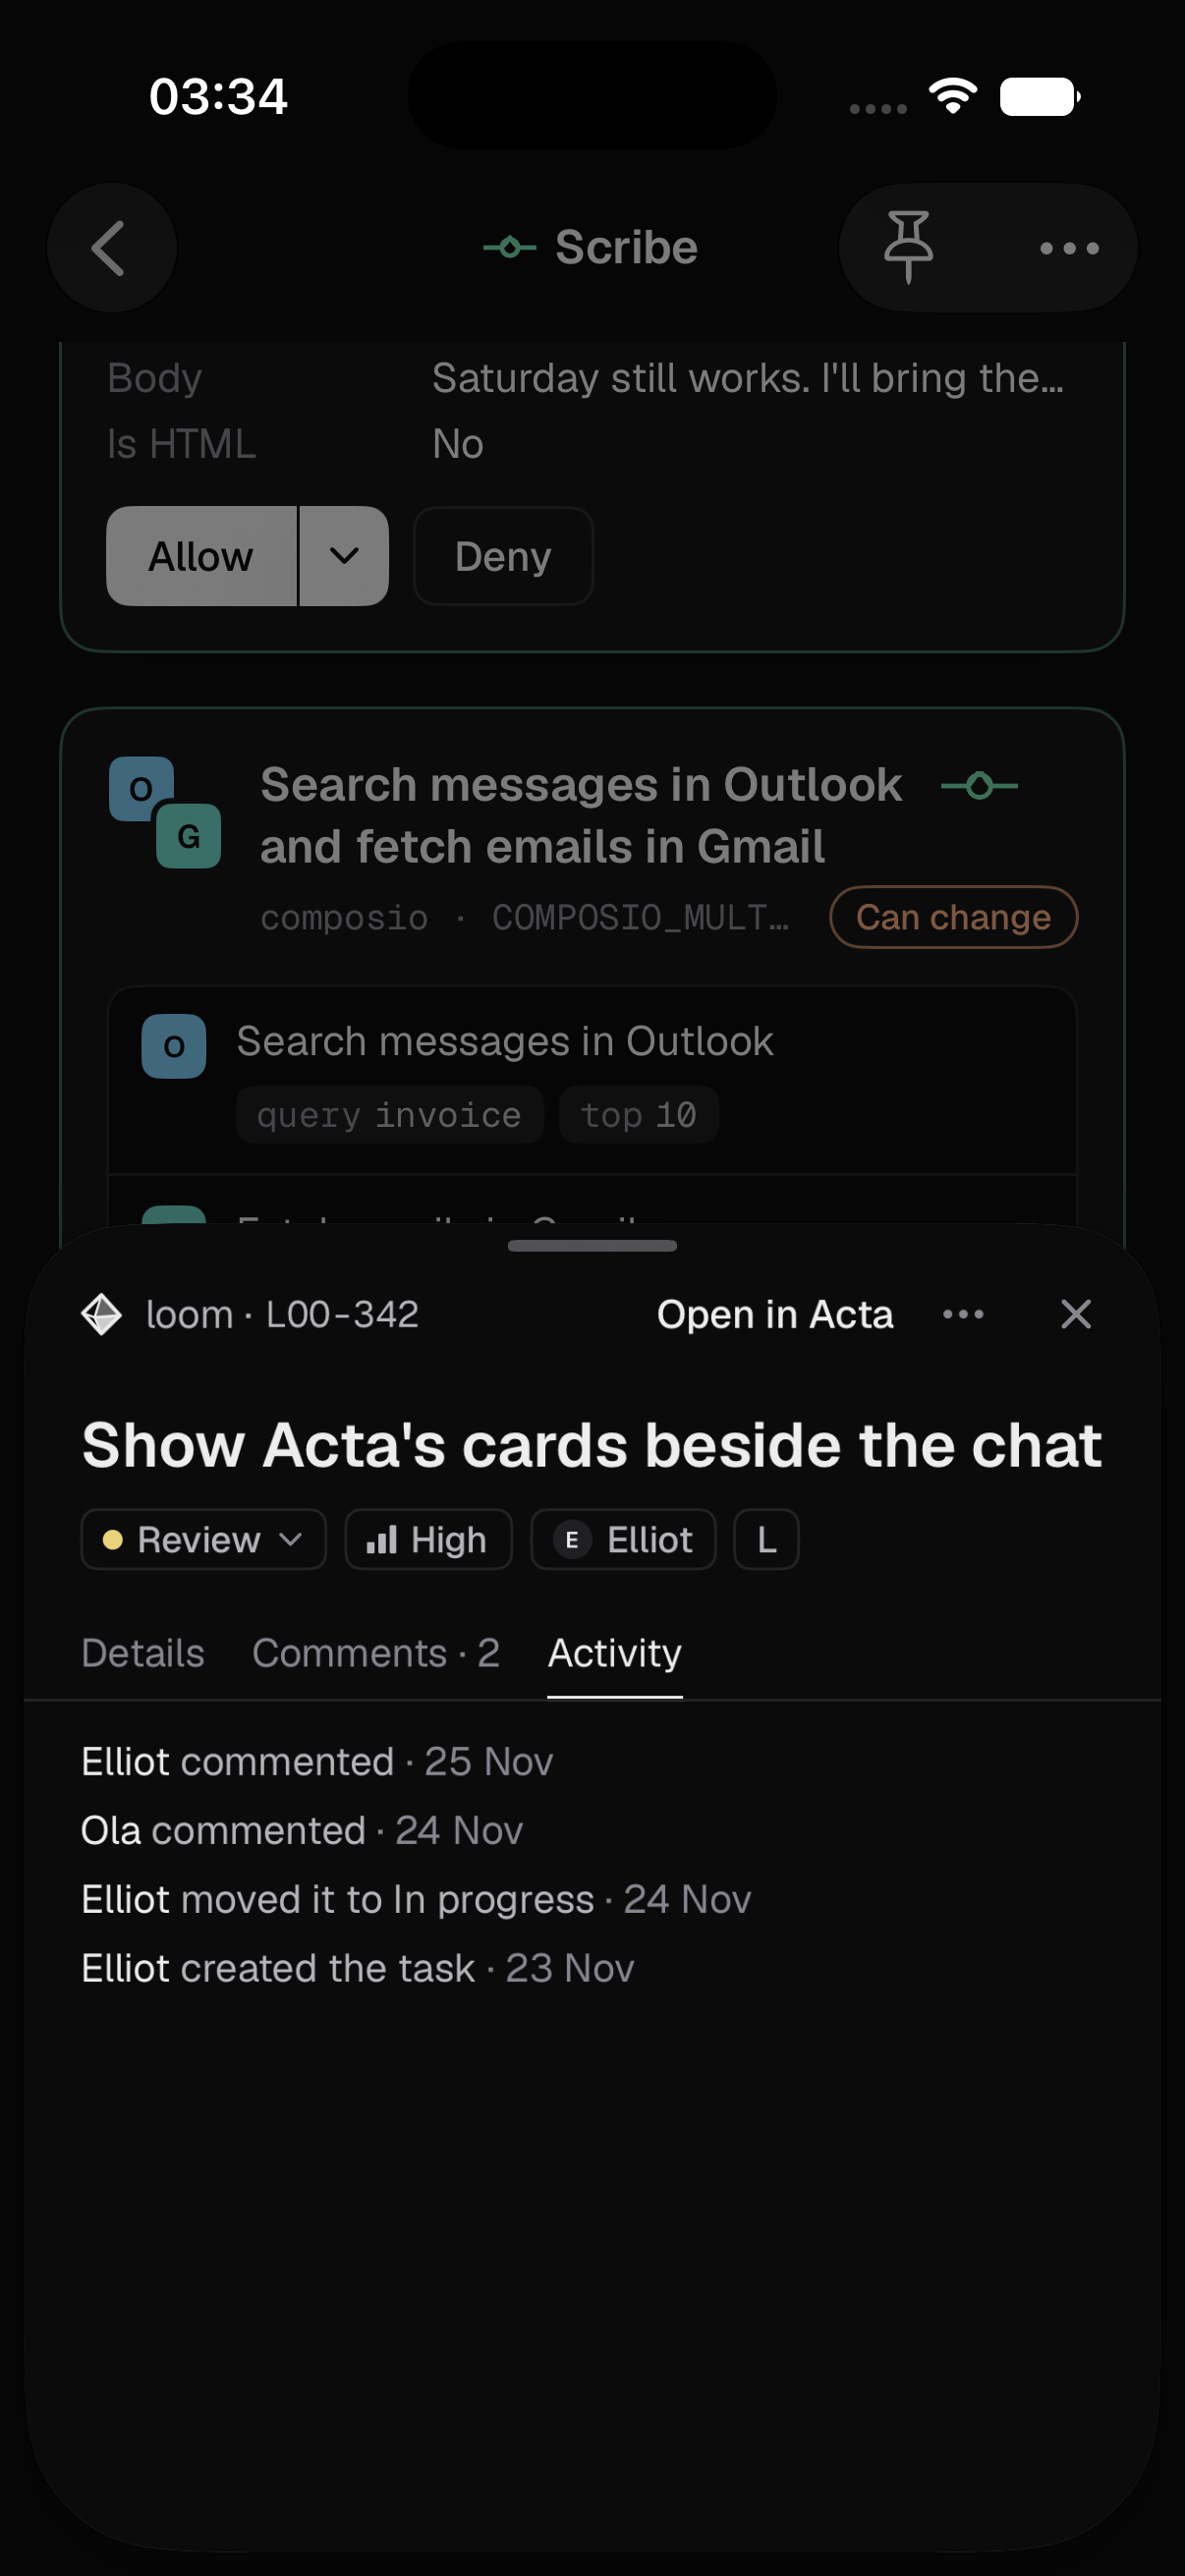 03:34
Scribe
Body Saturday still works. I'll bring the...
Is HTML No
Allow Deny
O
G
Search messages in Outlook
and fetch emails in Gmail
composio · COMPOSIO_MULT... Can change
O Search messages in Outlook
query invoice top 10
loom · LOO-342 Open in Acta
Show Acta's cards beside the chat
Review High E Elliot L
Details Comments · 2 Activity
Elliot commented · 25 Nov
Ola commented · 24 Nov
Elliot moved it to In progress · 24 Nov
Elliot created the task · 23 Nov